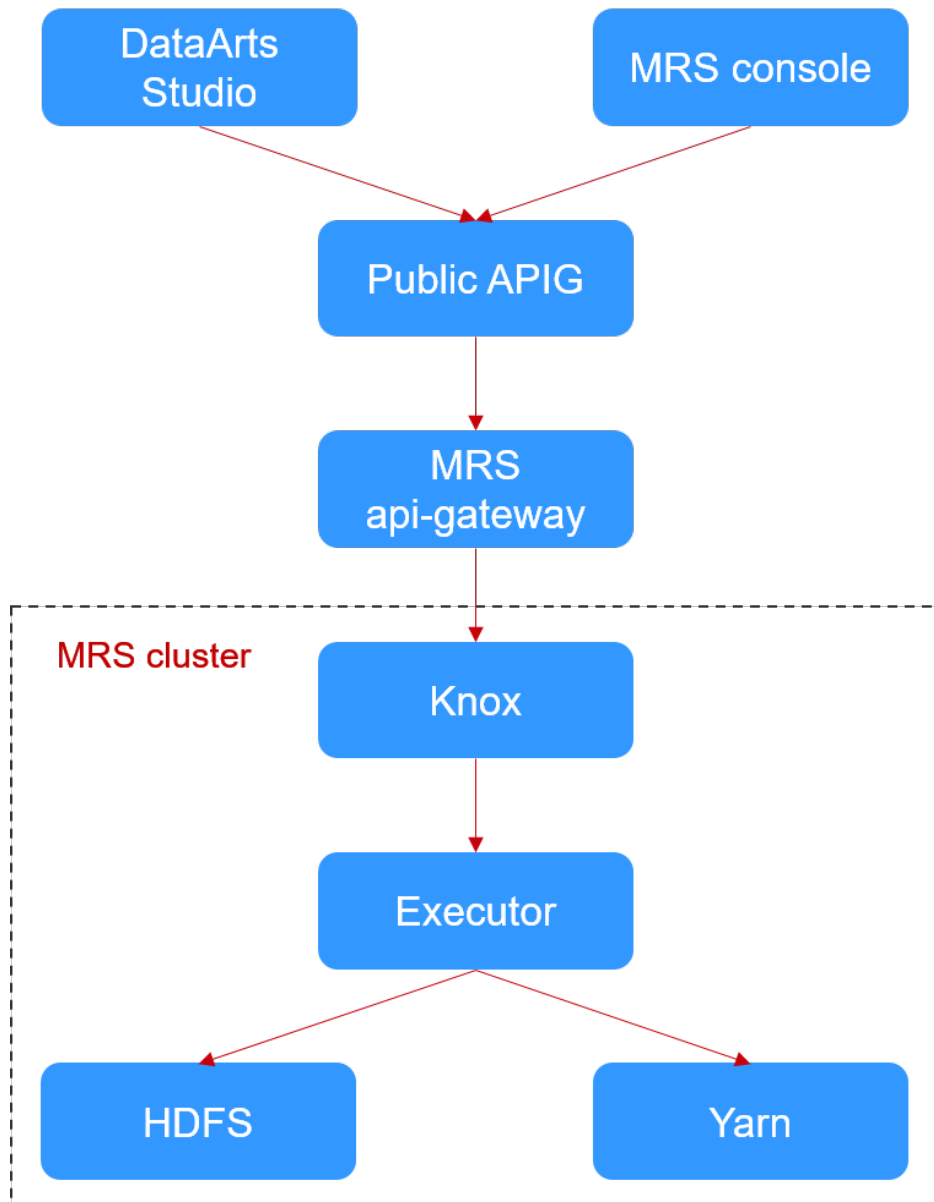 DataArts
Studio
MRS console
Public APIG
MRS
api-gateway
MRS cluster
Knox
Executor
HDFS
Yarn